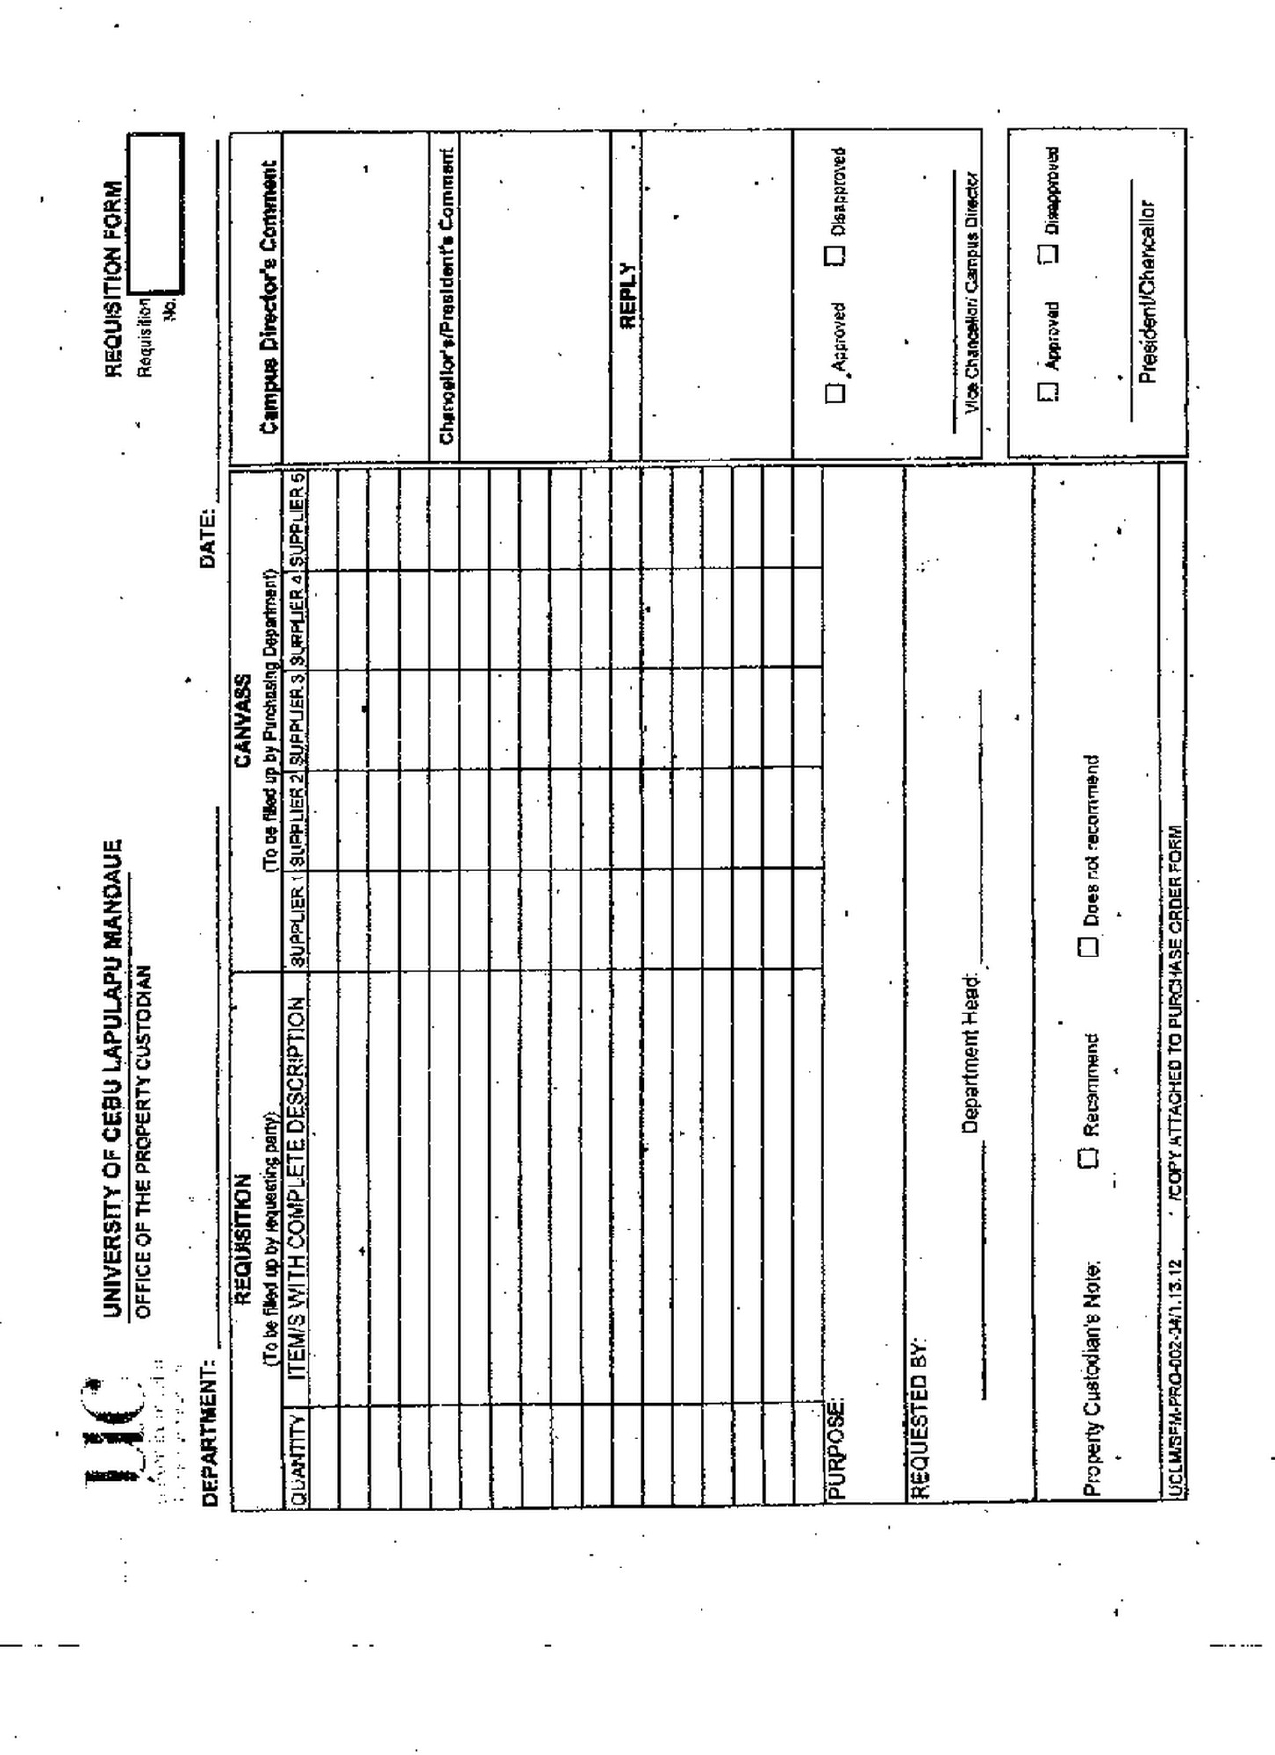 UC
UNIVERSITY OF CEBU LAPULAPU MANDAUE
OFFICE OF THE PROPERTY CUSTODIAN
REQUISITION FORM
Requisition
No.
DEPARTMENT:
DATE:
REQUISITION
(To be filled up by requesting party)
CANVASS
(To be filled up by Purchasing Department)
QUANTITY
ITEM/S WITH COMPLETE DESCRIPTION
SUPPLIER 1
SUPPLIER 2
SUPPLIER 3
SUPPLIER 4
SUPPLIER 5
Campus Director's Comment
Chancellor's/President's Comment
REPLY
Approved
Disapproved
Vice Chancellor/ Campus Director
PURPOSE:
REQUESTED BY:
Department Head:
Property Custodian's Note:
Recommend
Does not recommend
Approved
Disapproved
President/Chancellor
UCLM/SFM-PRO-002-04/1.13.12
/COPY ATTACHED TO PURCHASE ORDER FORM